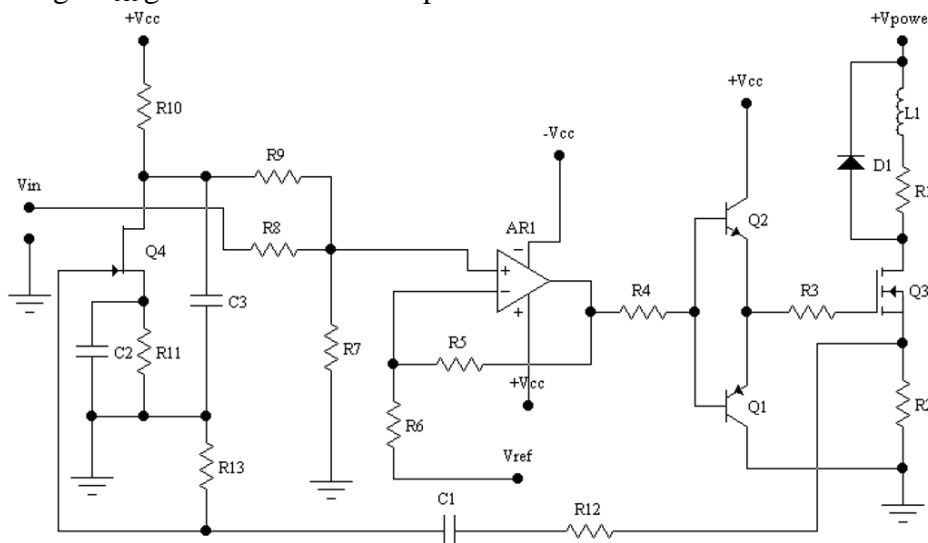 +Vcc
+Vpowe
R10
+Vcc
L1
-Vcc
R9
D1
Vin
AR1
R8
Q2
Q4
Q3
C3
R4
R3
C2
R11
R7
R5
+Vcc
R6
Q1
R2
R13
Vref
C1
R12